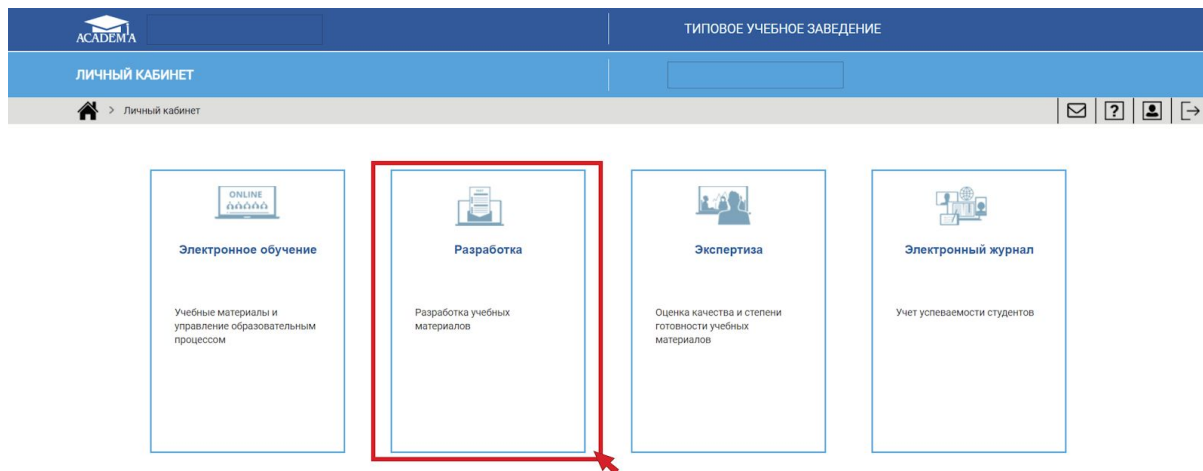 ACADEMIA
ТИПОВОЕ УЧЕБНОЕ ЗАВЕДЕНИЕ
ЛИЧНЫЙ КАБИНЕТ
> Личный кабинет
?
ONLINE
Электронное обучение
Учебные материалы и
управление образовательным
процессом
Разработка
Разработка учебных
материалов
Экспертиза
Оценка качества и степени
готовности учебных
материалов
Электронный журнал
Учет успеваемости студентов